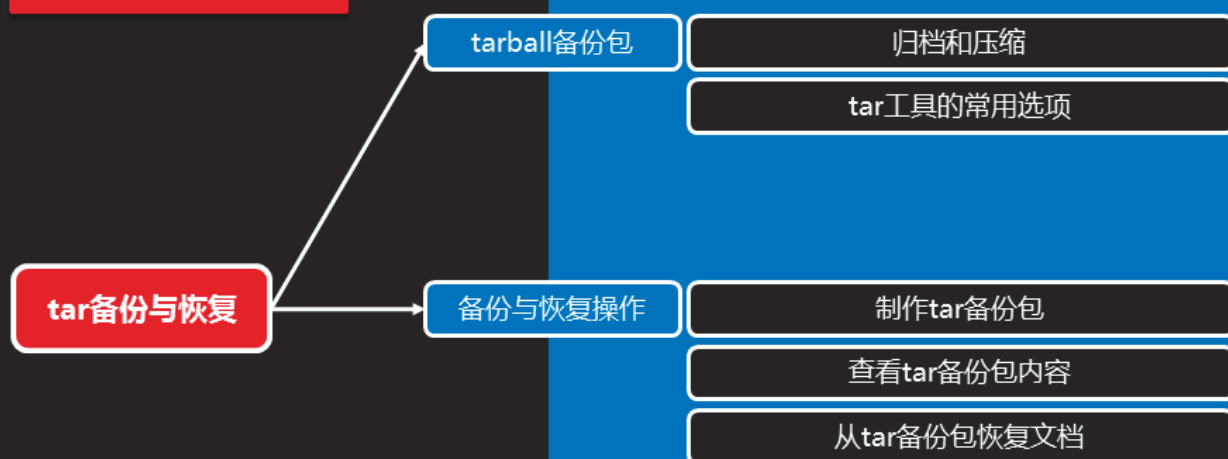 tarball备份包
归档和压缩
tar工具的常用选项
tar备份与恢复
备份与恢复操作
制作tar备份包
查看tar备份包内容
从tar备份包恢复文档